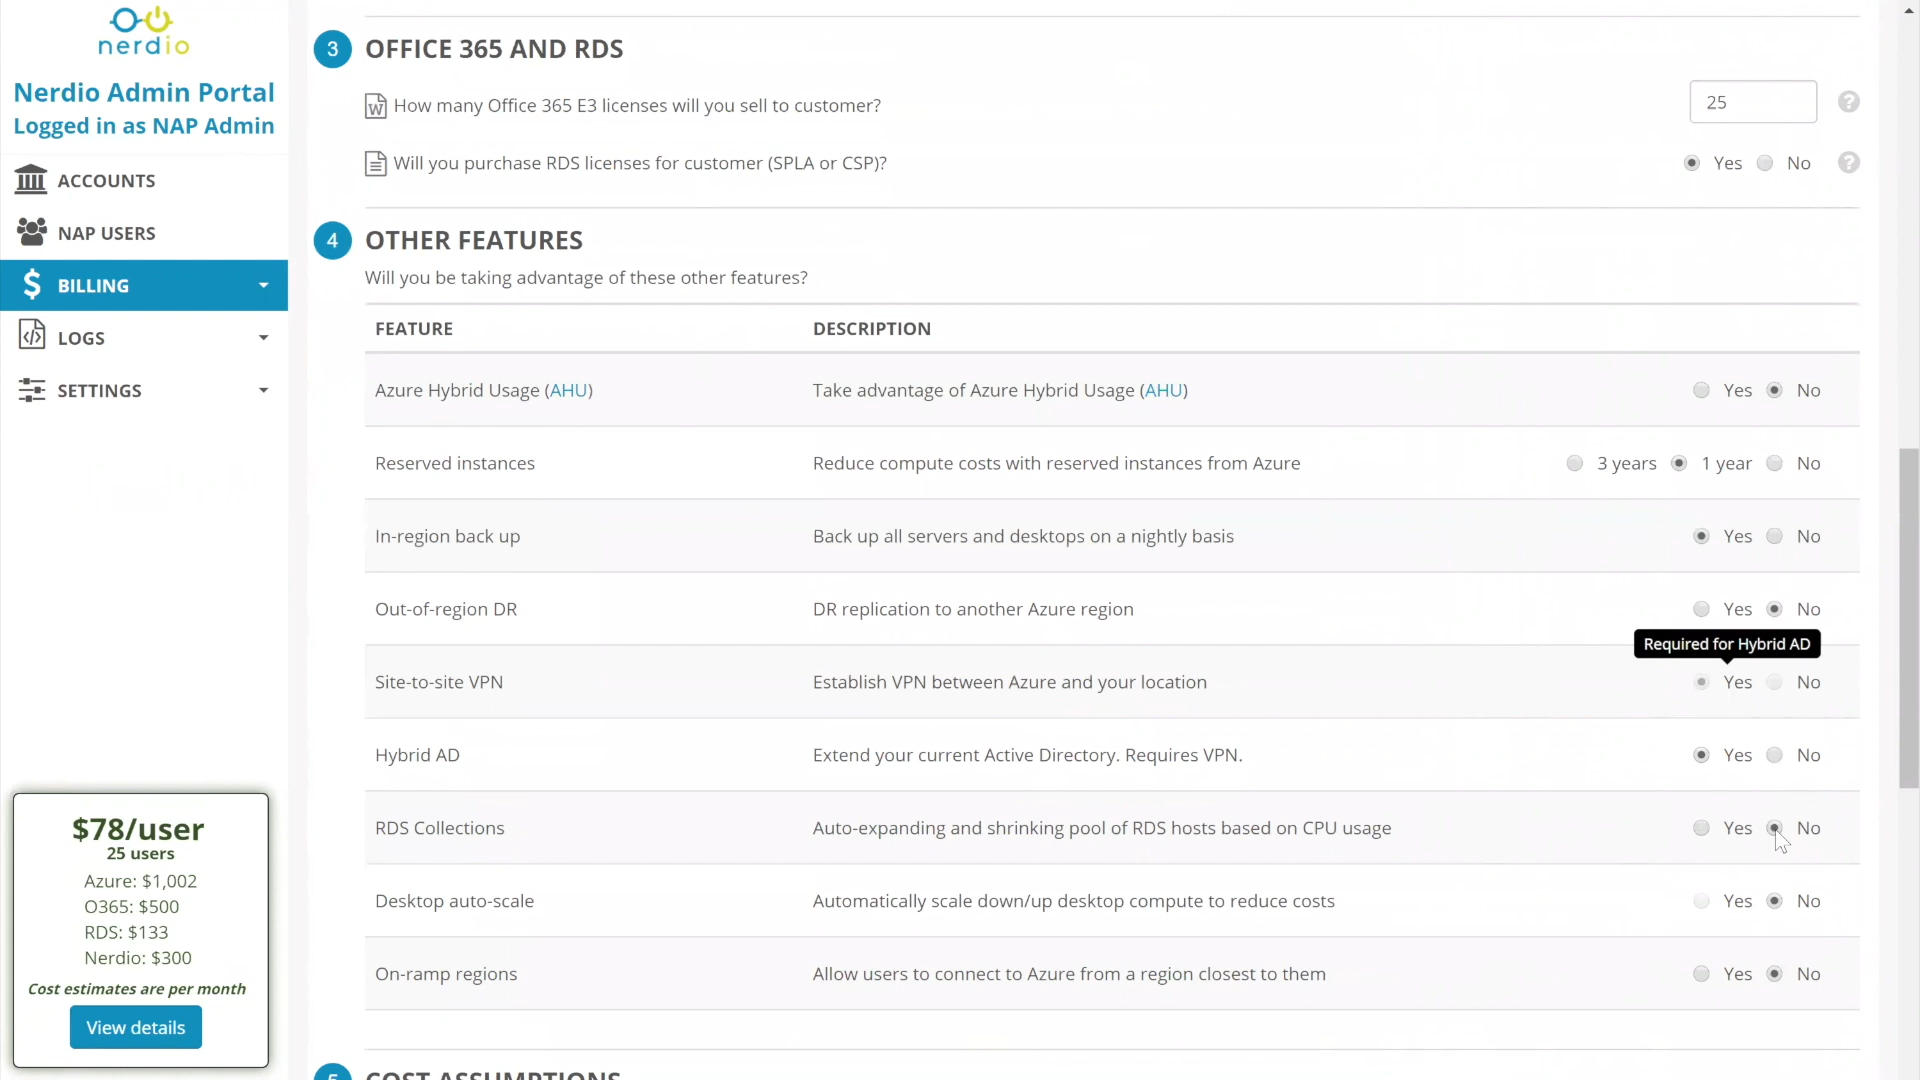 nerdio
Nerdio Admin Portal
Logged in as NAP Admin
ACCOUNTS
NAP USERS
BILLING
LOGS
SETTINGS
$78/user
25 users
Azure: $1,002
O365: $500
RDS: $133
Nerdio: $300
Cost estimates are per month
View details
3 OFFICE 365 AND RDS
How many Office 365 E3 licenses will you sell to customer? 25 ?
Will you purchase RDS licenses for customer (SPLA or CSP)? Yes No ?
4 OTHER FEATURES
Will you be taking advantage of these other features?
FEATURE DESCRIPTION
Azure Hybrid Usage (AHU) Take advantage of Azure Hybrid Usage (AHU) Yes No
Reserved instances Reduce compute costs with reserved instances from Azure 3 years 1 year No
In-region back up Back up all servers and desktops on a nightly basis Yes No
Out-of-region DR DR replication to another Azure region Yes No
Required for Hybrid AD
Site-to-site VPN Establish VPN between Azure and your location Yes No
Hybrid AD Extend your current Active Directory. Requires VPN. Yes No
RDS Collections Auto-expanding and shrinking pool of RDS hosts based on CPU usage Yes No
Desktop auto-scale Automatically scale down/up desktop compute to reduce costs Yes No
On-ramp regions Allow users to connect to Azure from a region closest to them Yes No
5 COST ASSUMPTIONS